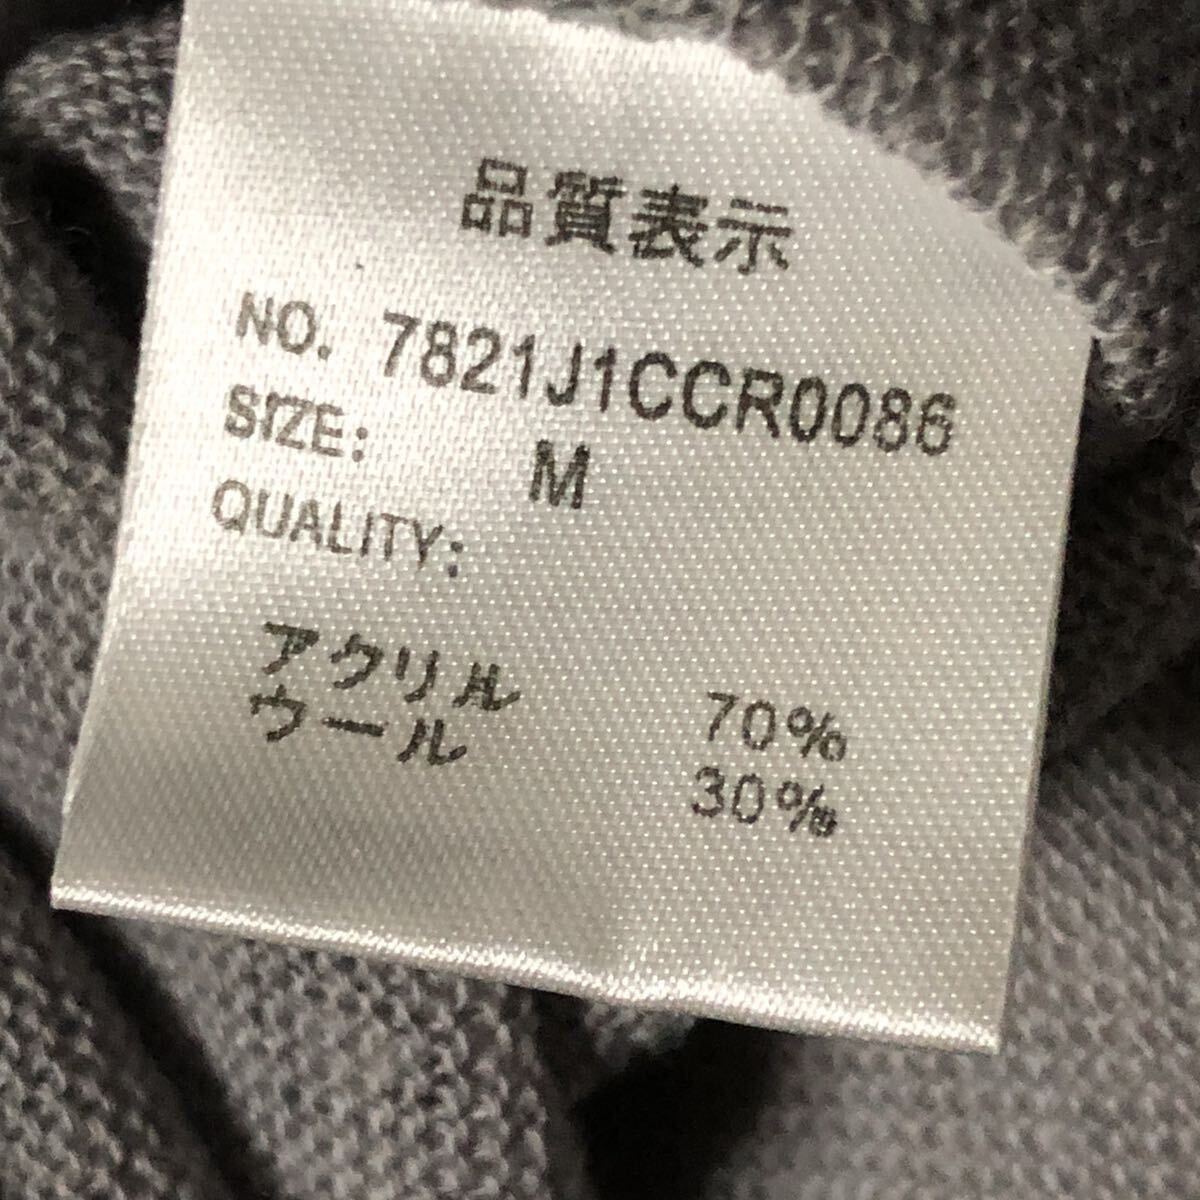 品質表示
NO. 7821J1CCR0086
SIZE: M
QUALITY:
アクリル 70%
ウール 30%